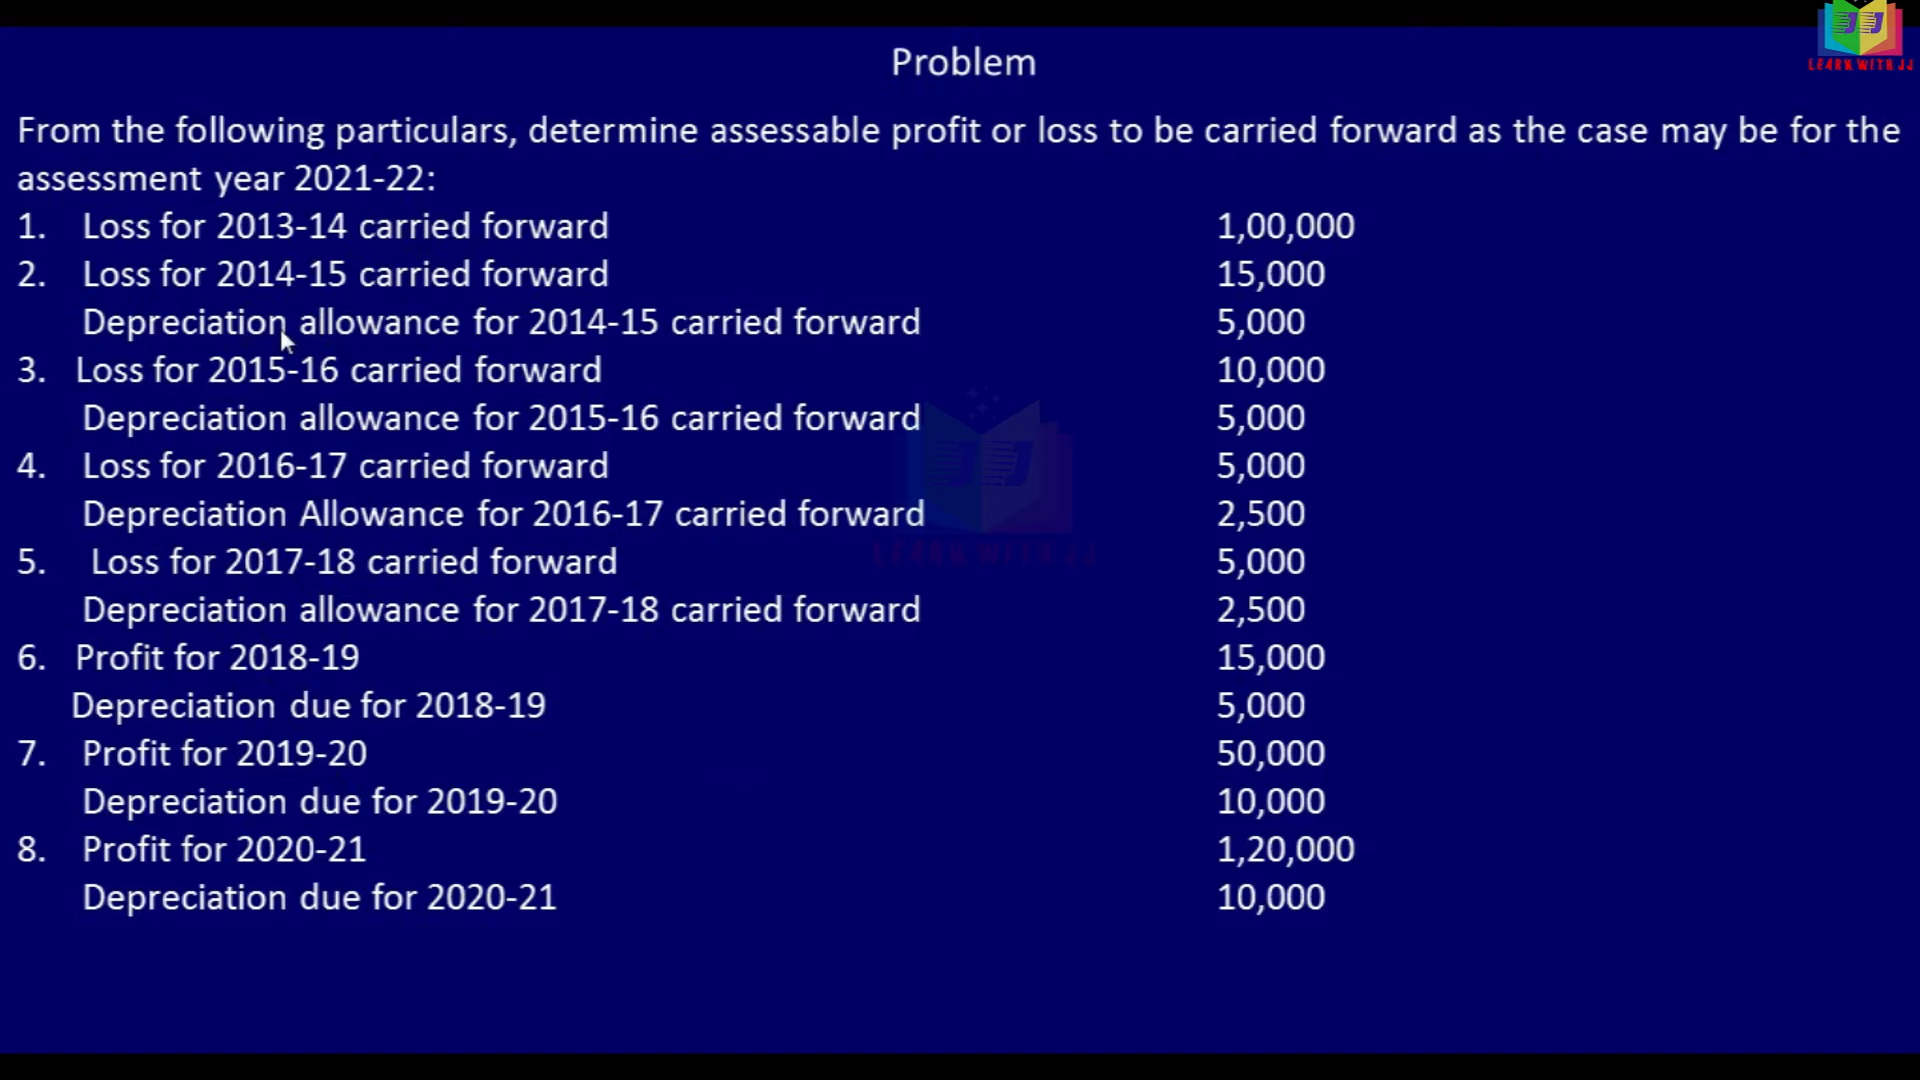 LEARN WITH JJ
Problem
From the following particulars, determine assessable profit or loss to be carried forward as the case may be for the
assessment year 2021-22:
1. Loss for 2013-14 carried forward 1,00,000
2. Loss for 2014-15 carried forward 15,000
Depreciation allowance for 2014-15 carried forward 5,000
3. Loss for 2015-16 carried forward 10,000
Depreciation allowance for 2015-16 carried forward 5,000
4. Loss for 2016-17 carried forward 5,000
Depreciation Allowance for 2016-17 carried forward 2,500
5. Loss for 2017-18 carried forward 5,000
Depreciation allowance for 2017-18 carried forward 2,500
6. Profit for 2018-19 15,000
Depreciation due for 2018-19 5,000
7. Profit for 2019-20 50,000
Depreciation due for 2019-20 10,000
8. Profit for 2020-21 1,20,000
Depreciation due for 2020-21 10,000
JJ
LEARN WITH JJ